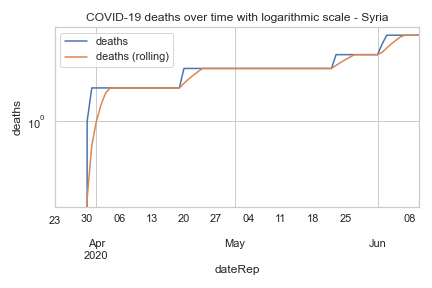 COVID-19 deaths over time with logarithmic scale - Syria
deaths
deaths (rolling)
deaths
10⁰
23 30 06 13 20 27 04 11 18 25 08
Apr May Jun
2020
dateRep